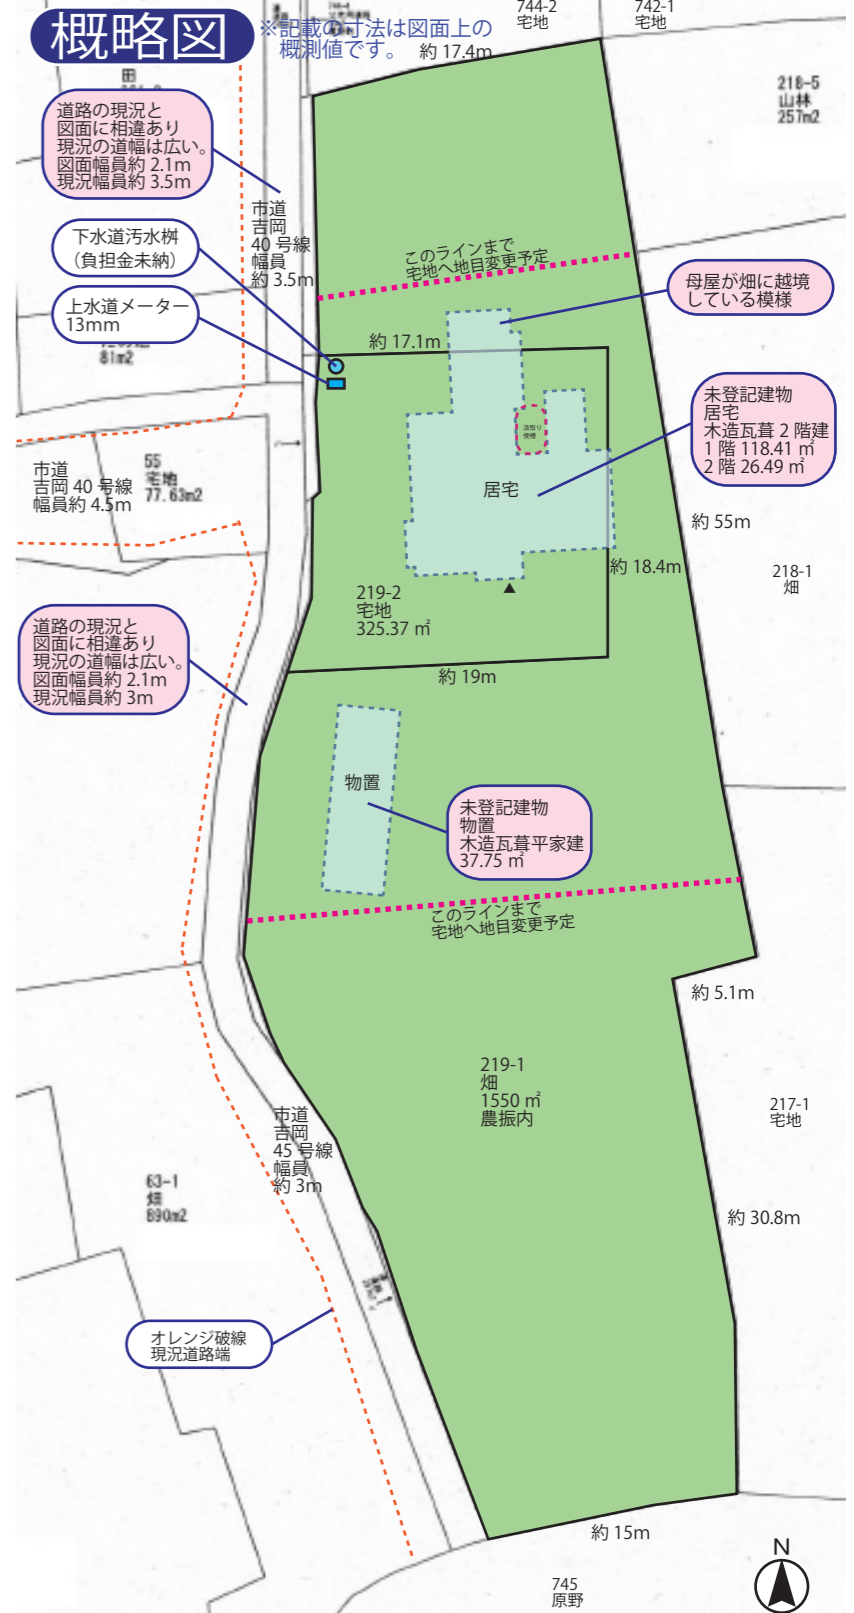 概略図
※記載の寸法は図面上の
概測値です。
約 17.4m
744-2
宅地
742-1
宅地
218-5
山林
257m2
田
道路の現況と
図面に相違あり
現況の道幅は広い。
図面幅員約 2.1m
現況幅員約 3.5m
市道
吉岡
40 号線
幅員
約 3.5m
下水道汚水桝
（負担金未納）
上水道メーター
13mm
81m2
このラインまで
宅地へ地目変更予定
母屋が畑に越境
している模様
約 17.1m
未登記建物
居宅
木造瓦葺 2 階建
1 階 118.41 ㎡
2 階 26.49 ㎡
汲取り
便槽
居宅
市道
吉岡 40 号線
幅員約 4.5m
55
宅地
77.63m2
約 55m
約 18.4m
218-1
畑
219-2
宅地
325.37 ㎡
道路の現況と
図面に相違あり
現況の道幅は広い。
図面幅員約 2.1m
現況幅員約 3m
約 19m
物置
未登記建物
物置
木造瓦葺平家建
37.75 ㎡
このラインまで
宅地へ地目変更予定
約 5.1m
219-1
畑
1550 ㎡
農振内
217-1
宅地
市道
吉岡
45 号線
幅員
約 3m
63-1
畑
890m2
約 30.8m
オレンジ破線
現況道路端
約 15m
N
745
原野